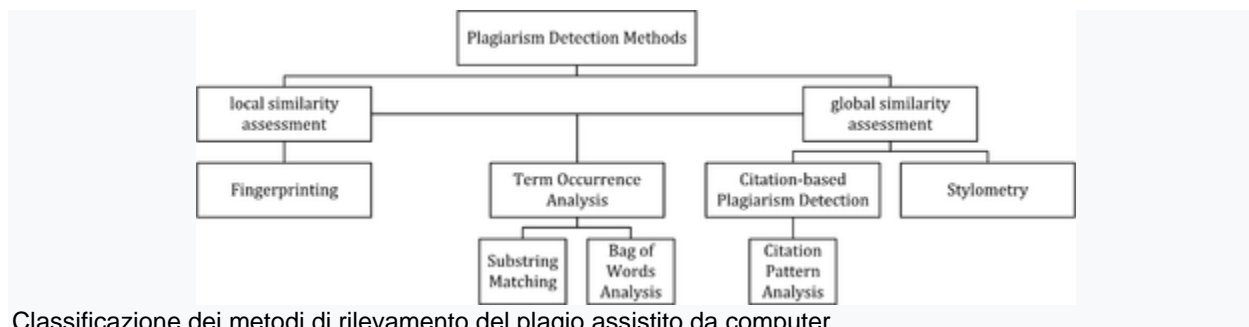 Plagiarism Detection Methods
local similarity
assessment
global similarity
assessment
Fingerprinting
Term Occurrence
Analysis
Citation-based
Plagiarism Detection
Stylometry
Substring
Matching
Bag of
Words
Analysis
Citation
Pattern
Analysis
Classificazione dei metodi di rilevamento del plagio assistito da computer